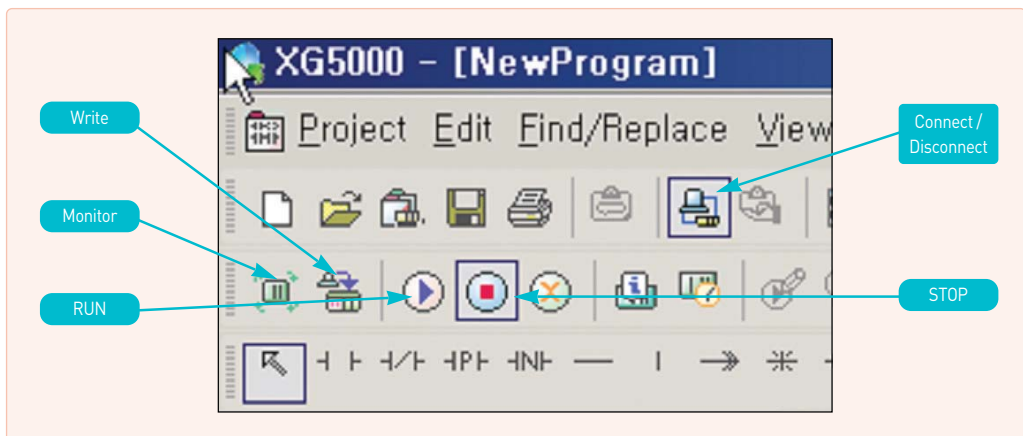 XG5000 - [NewProgram]
Write
Project Edit Find/Replace View
Connect /
Disconnect
Monitor
RUN
STOP
P
N